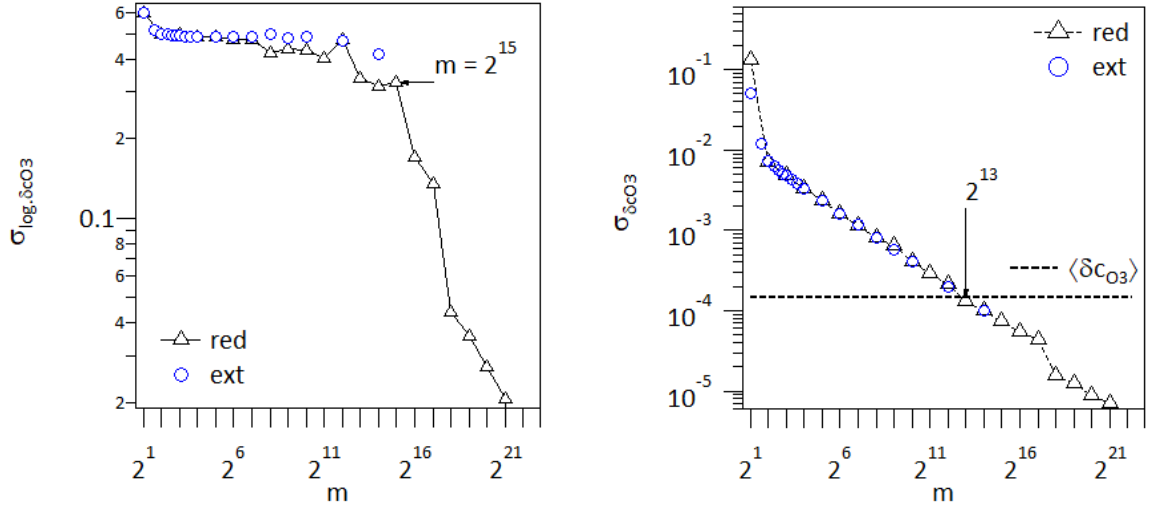 6
4
2
0.1
8
6
4
2
σlog.δcO3
m = 2^15
red
ext
2^1 2^6 2^11 2^16 2^21
m
10^-1
10^-2
10^-3
10^-4
10^-5
σδcO3
red
ext
2^13
⟨δcO3⟩
2^1 2^6 2^11 2^16 2^21
m